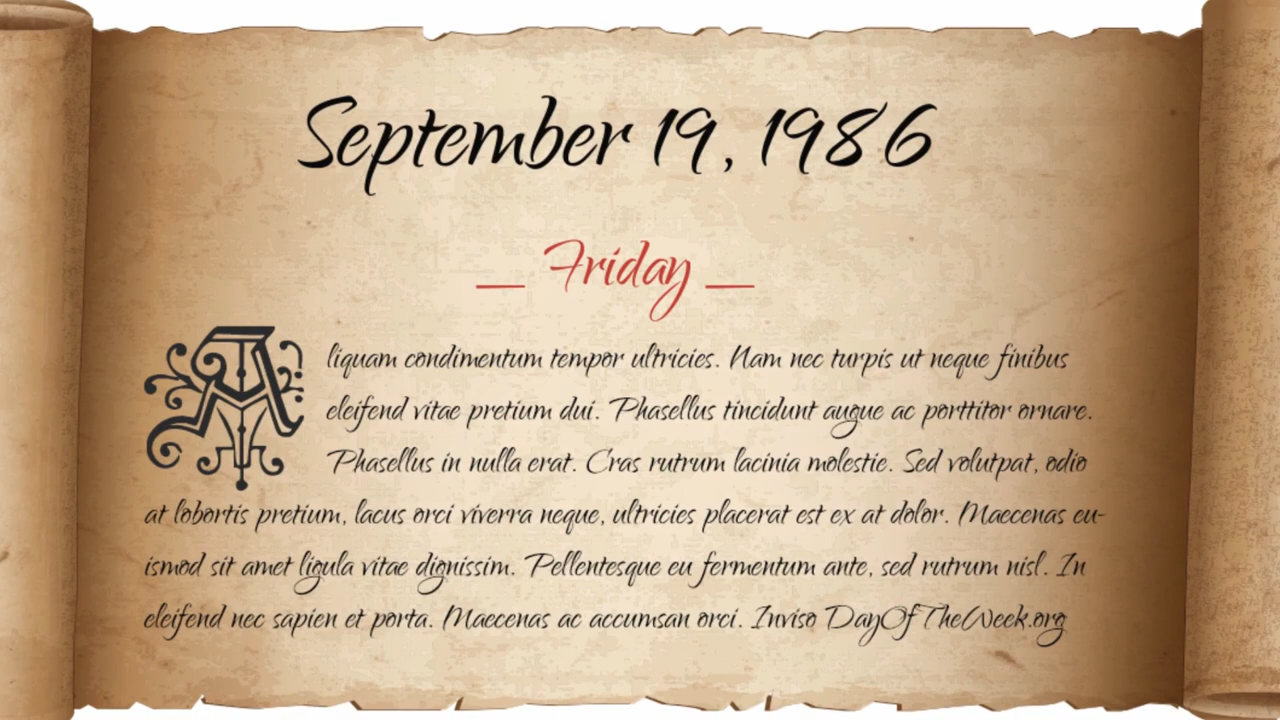 September 19, 1986
__ Friday __
Aliquam condimentum tempor ultricies. Nam nec turpis ut neque finibus
eleifend vitae pretium dui. Phasellus tincidunt augue ac porttitor ornare.
Phasellus in nulla erat. Cras rutrum lacinia molestie. Sed volutpat, odio
at lobortis pretium, lacus orci viverra neque, ultricies placerat est ex at dolor. Maecenas eu-
ismod sit amet ligula vitae dignissim. Pellentesque eu fermentum ante, sed rutrum nisl. In
eleifend nec sapien et porta. Maecenas ac accumsan orci. Inviso DayOfTheWeek.org